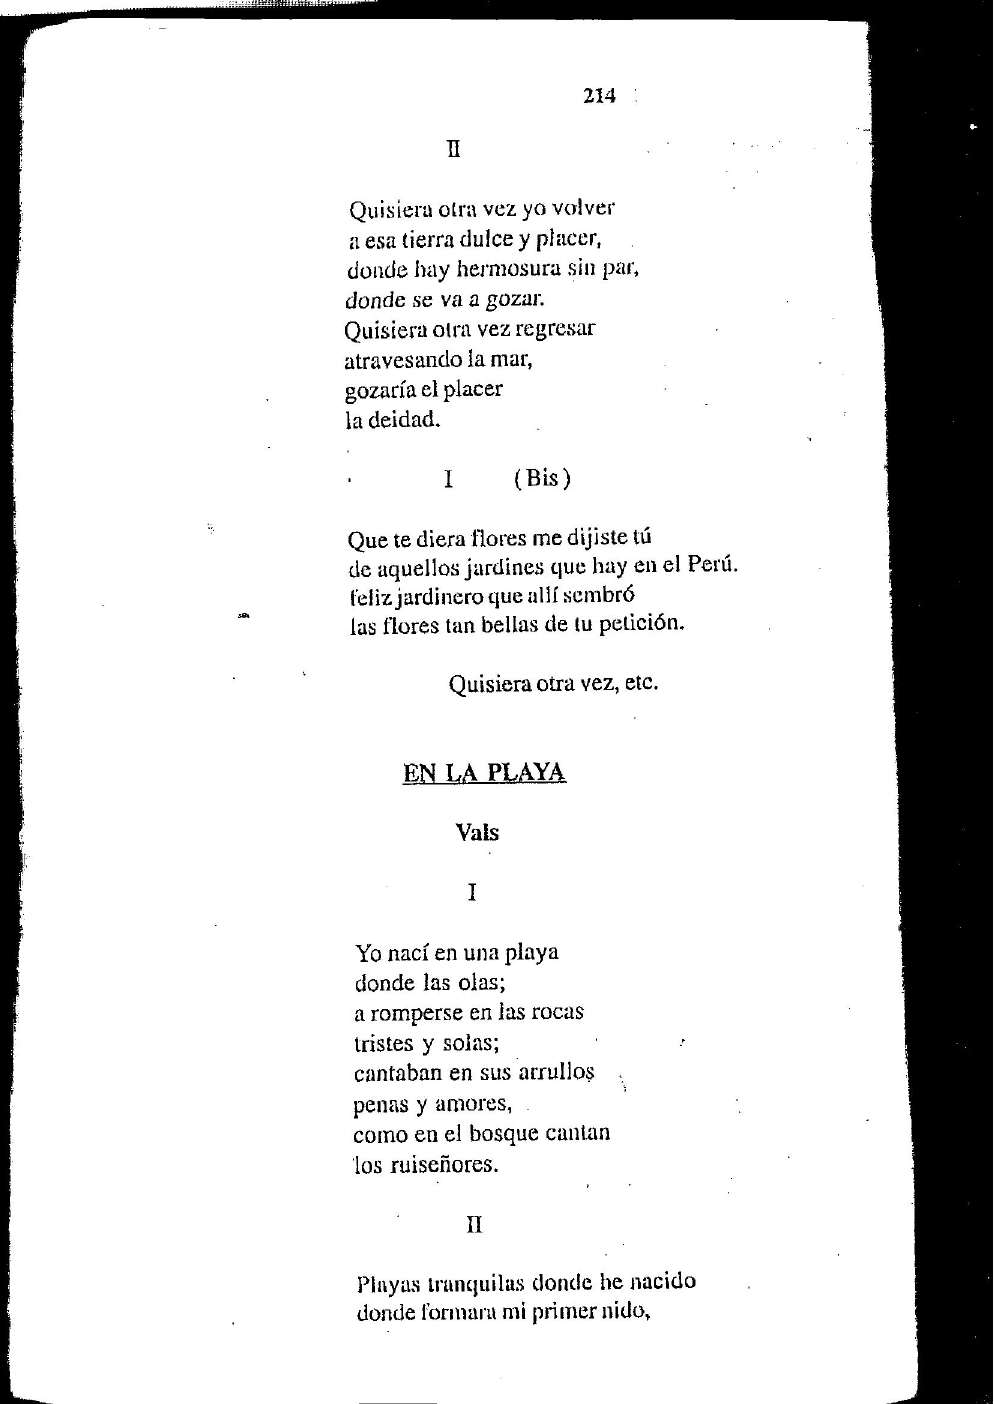 214
II
Quisiera otra vez yo volver
a esa tierra dulce y placer,
donde hay hermosura sin par,
donde se va a gozar.
Quisiera otra vez regresar
atravesando la mar,
gozaría el placer
la deidad.
I (Bis)
Que te diera flores me dijiste tú
de aquellos jardines que hay en el Perú.
feliz jardinero que allí sembró
las flores tan bellas de tu petición.
Quisiera otra vez, etc.
EN LA PLAYA
Vals
I
Yo nací en una playa
donde las olas;
a romperse en las rocas
tristes y solas;
cantaban en sus arrullos
penas y amores,
como en el bosque cantan
los ruiseñores.
II
Playas tranquilas donde he nacido
donde formara mi primer nido,